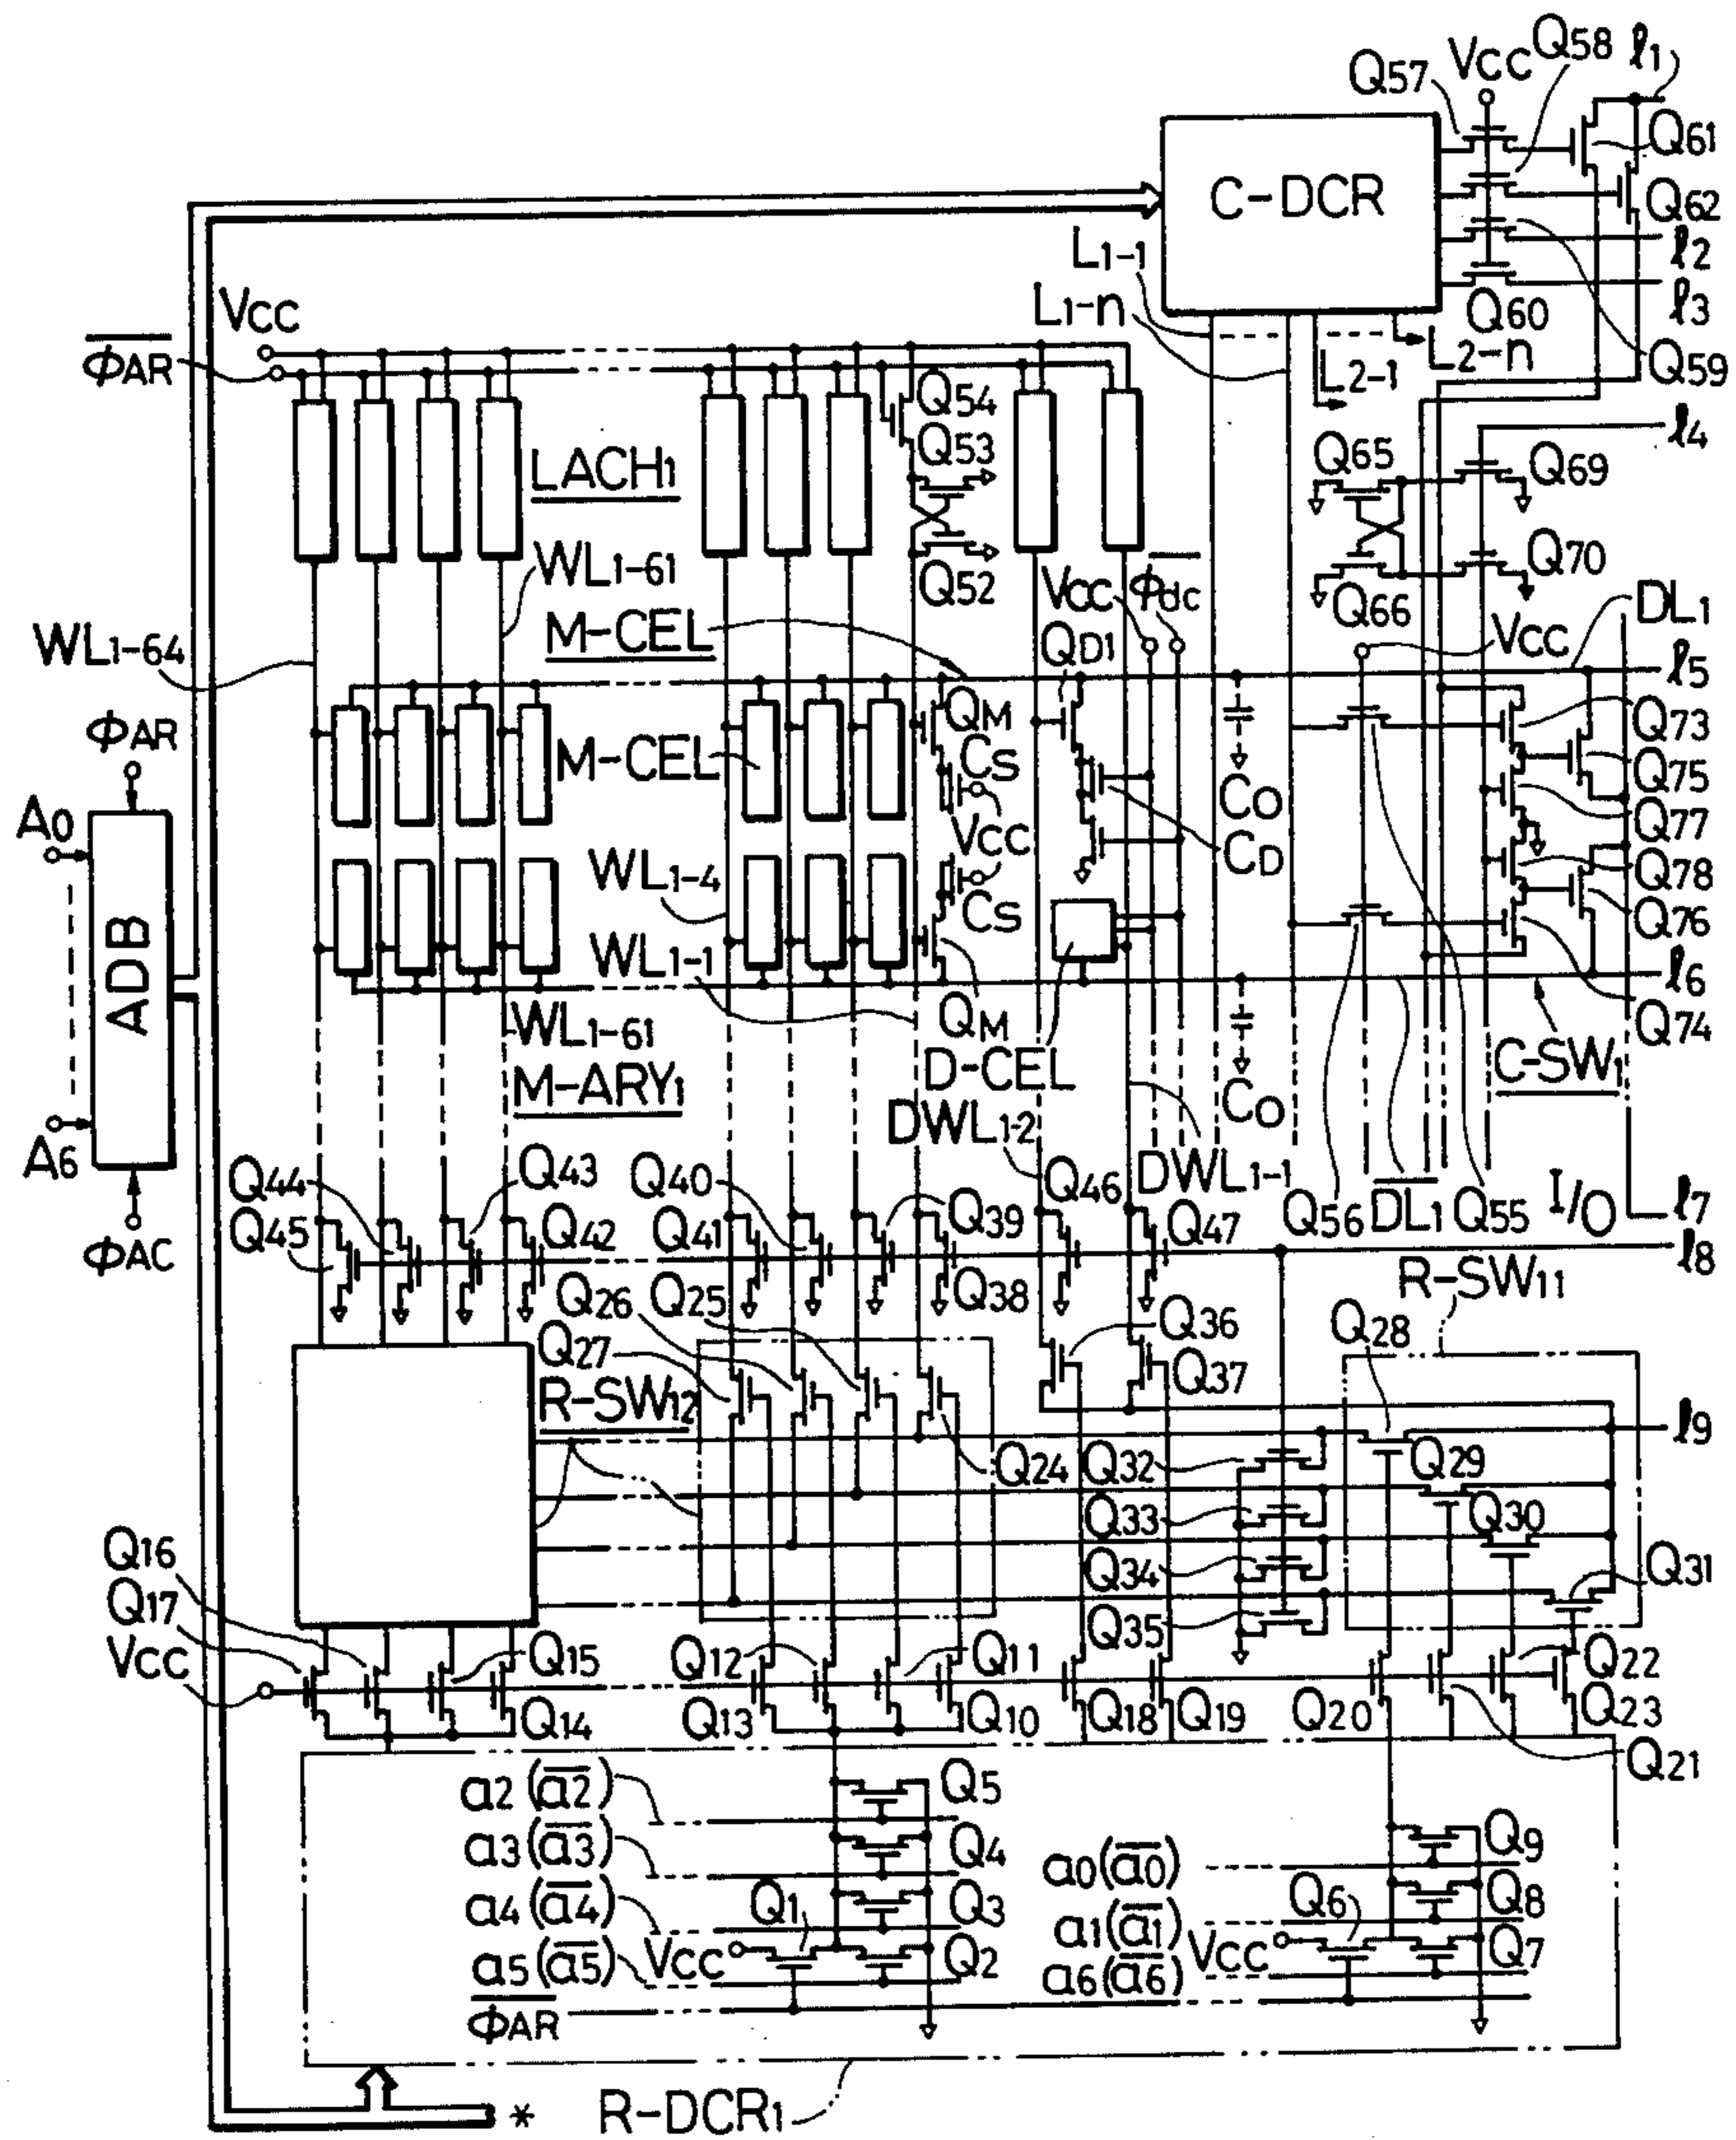 Q58
VCC
l1
Q57
Q61
C-DCR
Q62
L1-1
l2
L1-n
l3
Q60
VCC
L2-n
Q59
φAR̅
L2-1
Q54
l4
Q53
LACH1
Q65
Q69
WL1-61
Q52
Q70
φdc̅
VCC
Q66
DL1
M-CEL
WL1-64
QD1
VCC
l5
QM
Q73
φAR
M-CEL
CS
Q75
CO
A0
VCC
Q77
WL1-4
CD
Q78
CS
Q76
ADB
WL1-1
l6
QM
Q74
WL1-61
D-CEL
C-SW1
M-ARY1
CO
A6
DWL1-2
Q43
Q40
DWL1-1
Q44
Q46
I/O
Q45
Q42
Q41
Q39
Q47
Q56
DL1̅
Q55
l7
φAC
l8
Q26
Q25
Q38
R-SW11
Q27
Q36
Q28
Q37
R-SW12
l9
Q24
Q32
Q29
Q33
Q30
Q16
Q34
Q31
Q17
Q35
VCC
Q15
Q12
Q11
Q22
Q14
Q13
Q10
Q18
Q19
Q20
Q23
Q21
a2(a2̅)
Q5
a3(a3̅)
Q4
Q9
a0(a0̅)
a4(a4̅)
Q1
Q3
Q6
Q8
a1(a1̅)
a5(a5̅)
VCC
Q2
VCC
Q7
a6(a6̅)
φAR̅
* R-DCR1